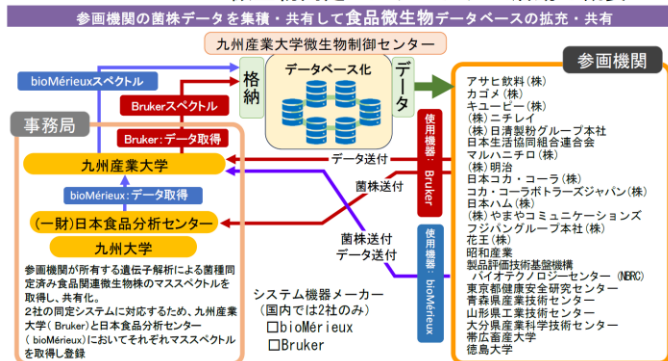 参画機関の菌株データを集積・共有して食品微生物データベースの拡充・共有
九州産業大学微生物制御センター
bioMérieuxスペクトル
Brukerスペクトル
格納
データベース化
データ
事務局
Bruker:データ取得
九州産業大学
bioMérieux:データ取得
(一財)日本食品分析センター
九州大学
参画機関が所有する遺伝子解析による菌種同
定済み食品関連微生物株のマススペクトルを
取得し、共有化。
2社の同定システムに対応するため、九州産業
大学(Bruker)と日本食品分析センター
(bioMérieux)においてそれぞれマススペクトル
を取得し登録
データ送付
菌株送付
菌株送付
データ送付
使用機器:Bruker
使用機器:bioMérieux
システム機器メーカー
(国内では2社のみ)
□bioMérieux
□Bruker
参画機関
アサヒ飲料(株)
カゴメ(株)
キユーピー(株)
(株)ニチレイ
(株)日清製粉グループ本社
日本生活協同組合連合会
マルハニチロ(株)
(株)明治
日本コカ・コーラ(株)
コカ・コーラボトラーズジャパン(株)
日本ハム(株)
(株)やまやコミュニケーションズ
フジパングループ本社(株)
花王(株)
昭和産業
製品評価技術基盤機構
バイオテクノロジーセンター(NBRC)
東京都健康安全研究センター
青森県産業技術センター
山形県工業技術センター
大分県産業科学技術センター
帯広畜産大学
徳島大学